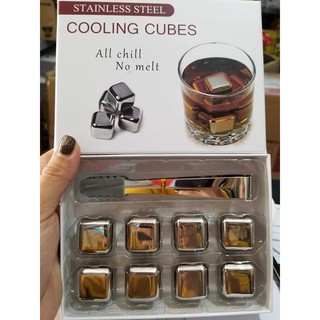 STAINLESS STEEL
COOLING CUBES
All chill
No melt